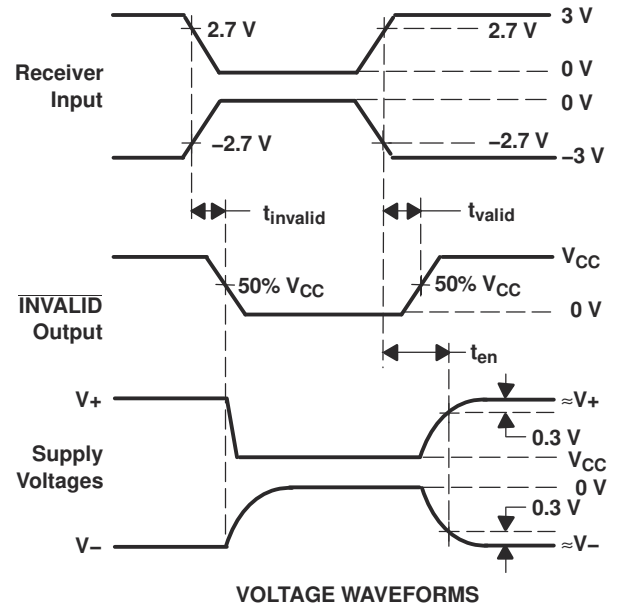 3 V
2.7 V
2.7 V
Receiver
Input
0 V
0 V
−2.7 V
−2.7 V
−3 V
tinvalid
tvalid
VCC
50% VCC
50% VCC
INVALID
Output
0 V
ten
V+
≈V+
0.3 V
Supply
Voltages
VCC
0 V
0.3 V
V−
≈V−
VOLTAGE WAVEFORMS